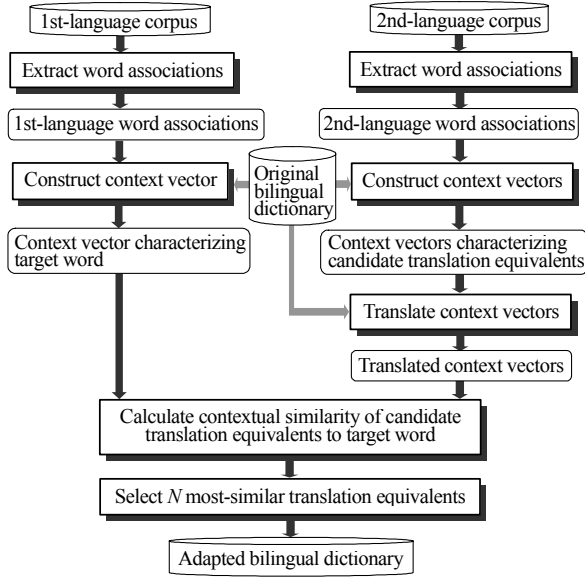 1st-language corpus
2nd-language corpus
Extract word associations
Extract word associations
1st-language word associations
2nd-language word associations
Original
bilingual
dictionary
Construct context vector
Construct context vectors
Context vector characterizing
target word
Context vectors characterizing
candidate translation equivalents
Translate context vectors
Translated context vectors
Calculate contextual similarity of candidate
translation equivalents to target word
Select N most-similar translation equivalents
Adapted bilingual dictionary